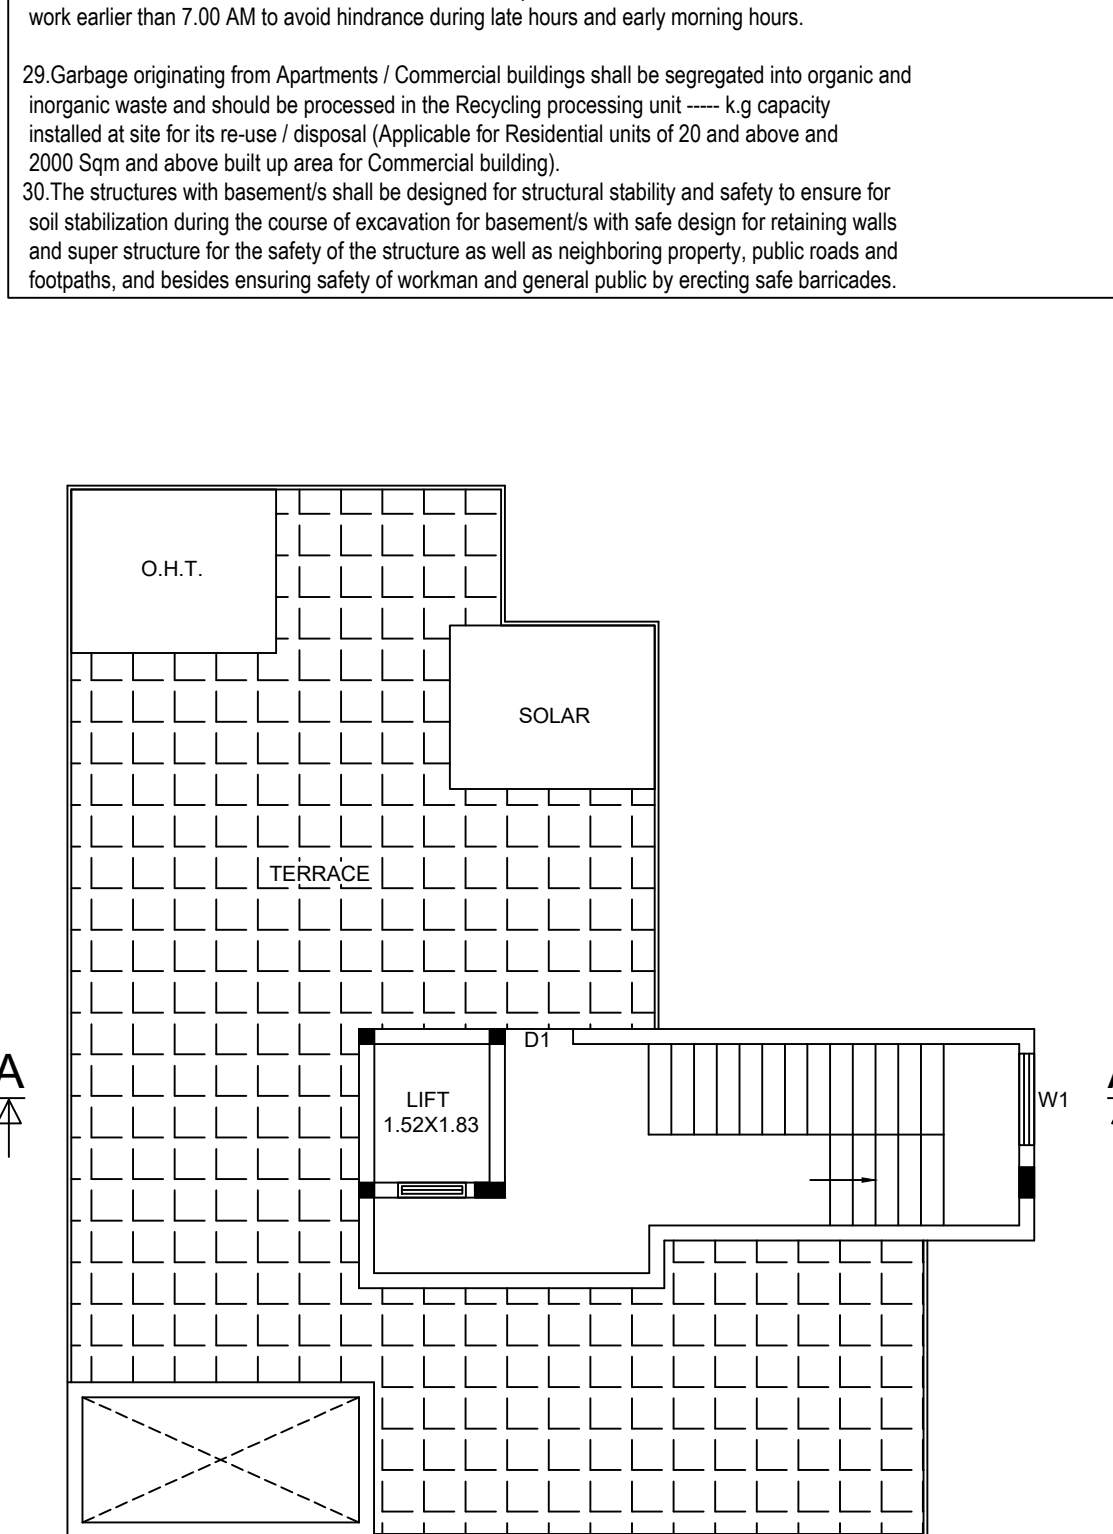 work earlier than 7.00 AM to avoid hindrance during late hours and early morning hours.
29.Garbage originating from Apartments / Commercial buildings shall be segregated into organic and
inorganic waste and should be processed in the Recycling processing unit ----- k.g capacity
installed at site for its re-use / disposal (Applicable for Residential units of 20 and above and
2000 Sqm and above built up area for Commercial building).
30.The structures with basement/s shall be designed for structural stability and safety to ensure for
soil stabilization during the course of excavation for basement/s with safe design for retaining walls
and super structure for the safety of the structure as well as neighboring property, public roads and
footpaths, and besides ensuring safety of workman and general public by erecting safe barricades.
O.H.T.
SOLAR
TERRACE
D1
A
LIFT
1.52X1.83
W1